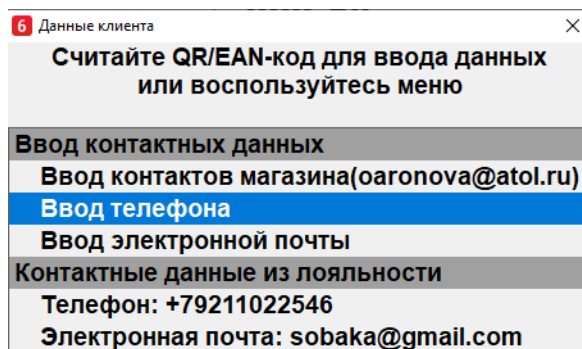 6 Данные клиента
Считайте QR/EAN-код для ввода данных
или воспользуйтесь меню
Ввод контактных данных
Ввод контактов магазина(oaronova@atol.ru)
Ввод телефона
Ввод электронной почты
Контактные данные из лояльности
Телефон: +79211022546
Электронная почта: sobaka@gmail.com